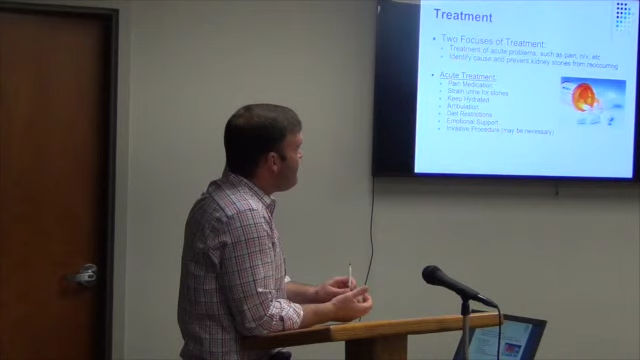 Treatment
Two Focuses of Treatment:
Treatment of acute problems, such as pain, n/v, etc
Identify cause and prevent kidney stones from reoccurring
Acute Treatment:
Pain Medication
Strain urine for stones
Keep Hydrated
Ambulation
Diet Restrictions
Emotional Support
Invasive Procedure (may be necessary)